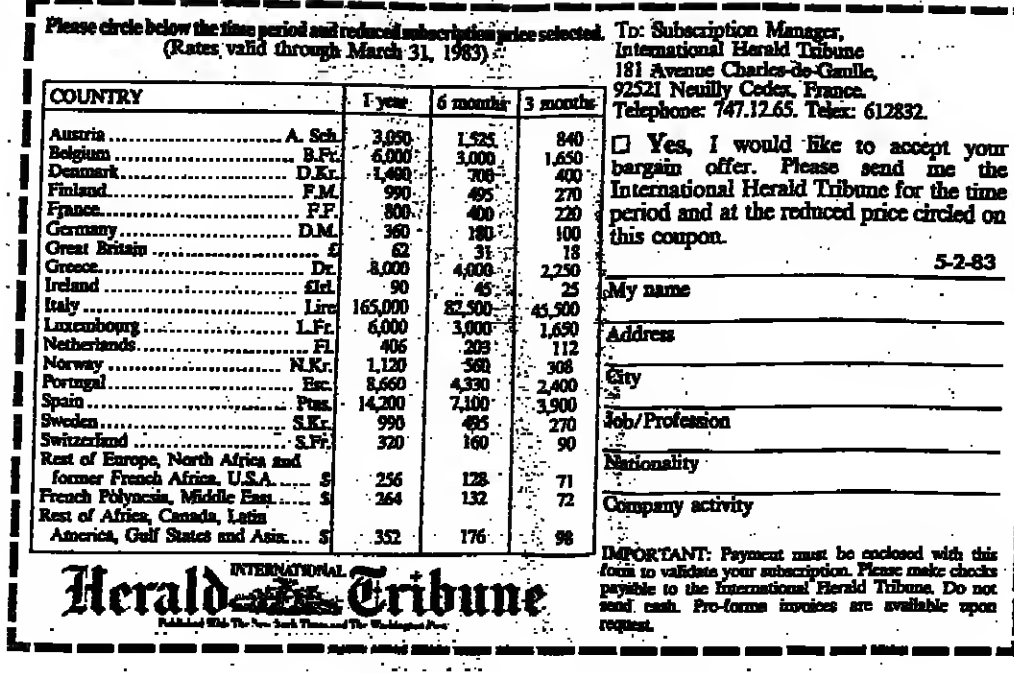 Please circle below the time period and reduced subscription price selected.
(Rates valid through March 31, 1983)
COUNTRY 1 year 6 months 3 months
Austria .......... A. Sch. 3,050 1,525 840
Belgium .......... B.Fr. 6,000 3,000 1,650
Denmark .......... D.Kr. 1,400 700 400
Finland .......... F.M. 990 495 270
France .......... F.F. 800 400 220
Germany .......... D.M. 360 180 100
Great Britain .......... £ 62 31 18
Greece .......... Dr. 8,000 4,000 2,250
Ireland .......... £Irl. 90 45 25
Italy .......... Lire 165,000 82,500 45,500
Luxembourg .......... L.Fr. 6,000 3,000 1,650
Netherlands .......... Fl. 406 203 112
Norway .......... N.Kr. 1,120 560 308
Portugal .......... Esc. 8,660 4,330 2,400
Spain .......... Ptas. 14,200 7,100 3,900
Sweden .......... S.Kr. 990 495 270
Switzerland .......... S.Fr. 320 160 90
Rest of Europe, North Africa and
former French Africa, U.S.A. ...... $ 256 128 71
French Polynesia, Middle East ...... $ 264 132 72
Rest of Africa, Canada, Latin
America, Gulf States and Asia .... $ 352 176 98
INTERNATIONAL
Herald Tribune
Published With The New York Times and The Washington Post
To: Subscription Manager,
International Herald Tribune
181 Avenue Charles-de-Gaulle,
92521 Neuilly Cedex, France.
Telephone: 747.12.65. Telex: 612832.
☐ Yes, I would like to accept your
bargain offer. Please send me the
International Herald Tribune for the time
period and at the reduced price circled on
this coupon.
5-2-83
My name
Address
City
Job/Profession
Nationality
Company activity
IMPORTANT: Payment must be enclosed with this
form to validate your subscription. Please make checks
payable to the International Herald Tribune. Do not
send cash. Pro-forma invoices are available upon
request.